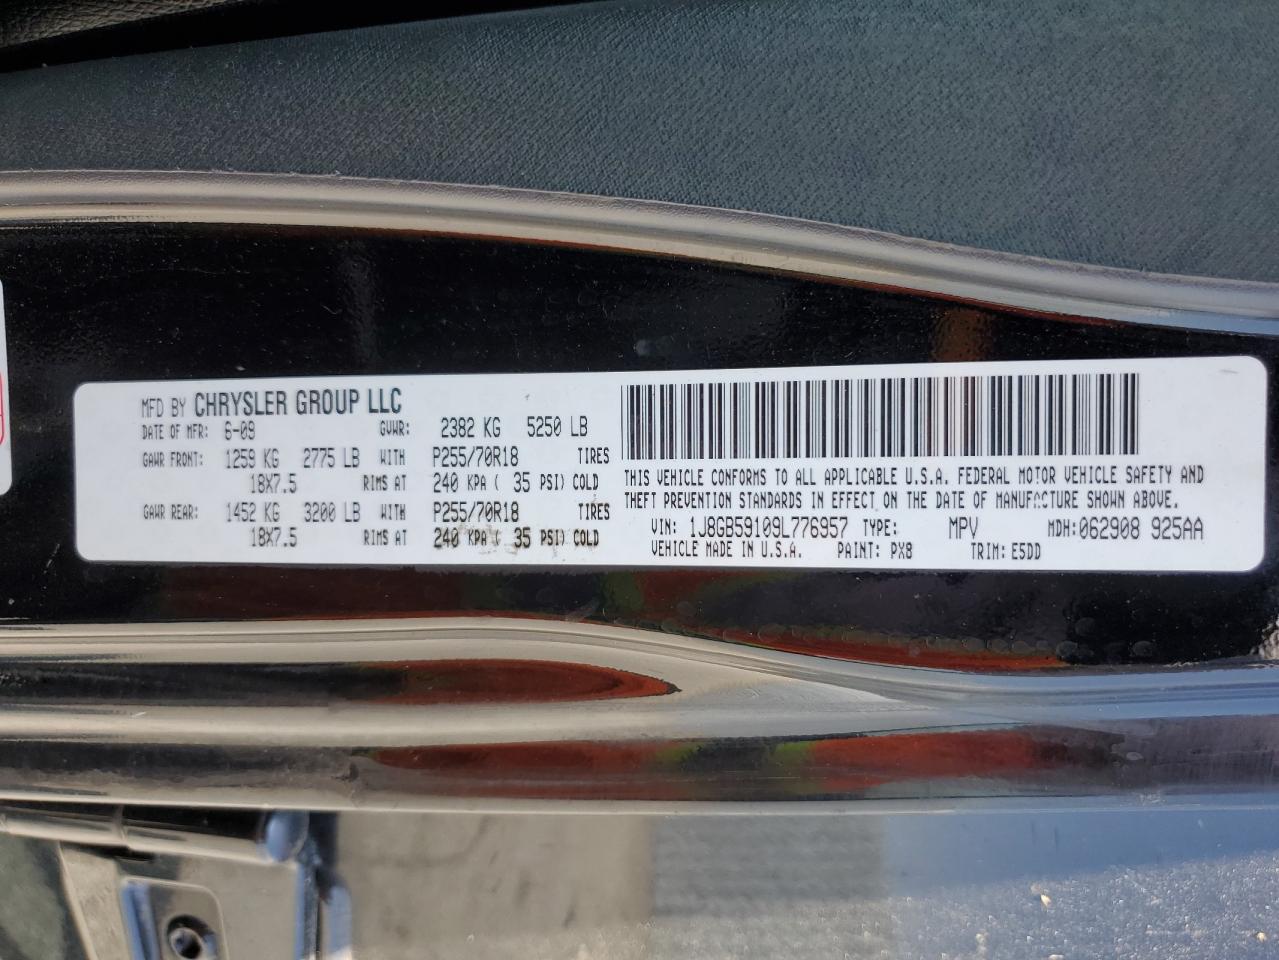 MFD BY CHRYSLER GROUP LLC
DATE OF MFR: 6-09 GVWR: 2382 KG 5250 LB
GAWR FRONT: 1259 KG 2775 LB WITH P255/70R18 TIRES
18X7.5 RIMS AT 240 KPA ( 35 PSI) COLD
GAWR REAR: 1452 KG 3200 LB WITH P255/70R18 TIRES
18X7.5 RIMS AT 240 KPA ( 35 PSI) COLD
THIS VEHICLE CONFORMS TO ALL APPLICABLE U.S.A. FEDERAL MOTOR VEHICLE SAFETY AND
THEFT PREVENTION STANDARDS IN EFFECT ON THE DATE OF MANUFACTURE SHOWN ABOVE.
VIN: 1J8GB59109L776957 TYPE: MPV MDH: 062908 925AA
VEHICLE MADE IN U.S.A. PAINT: PX8 TRIM: E5DD